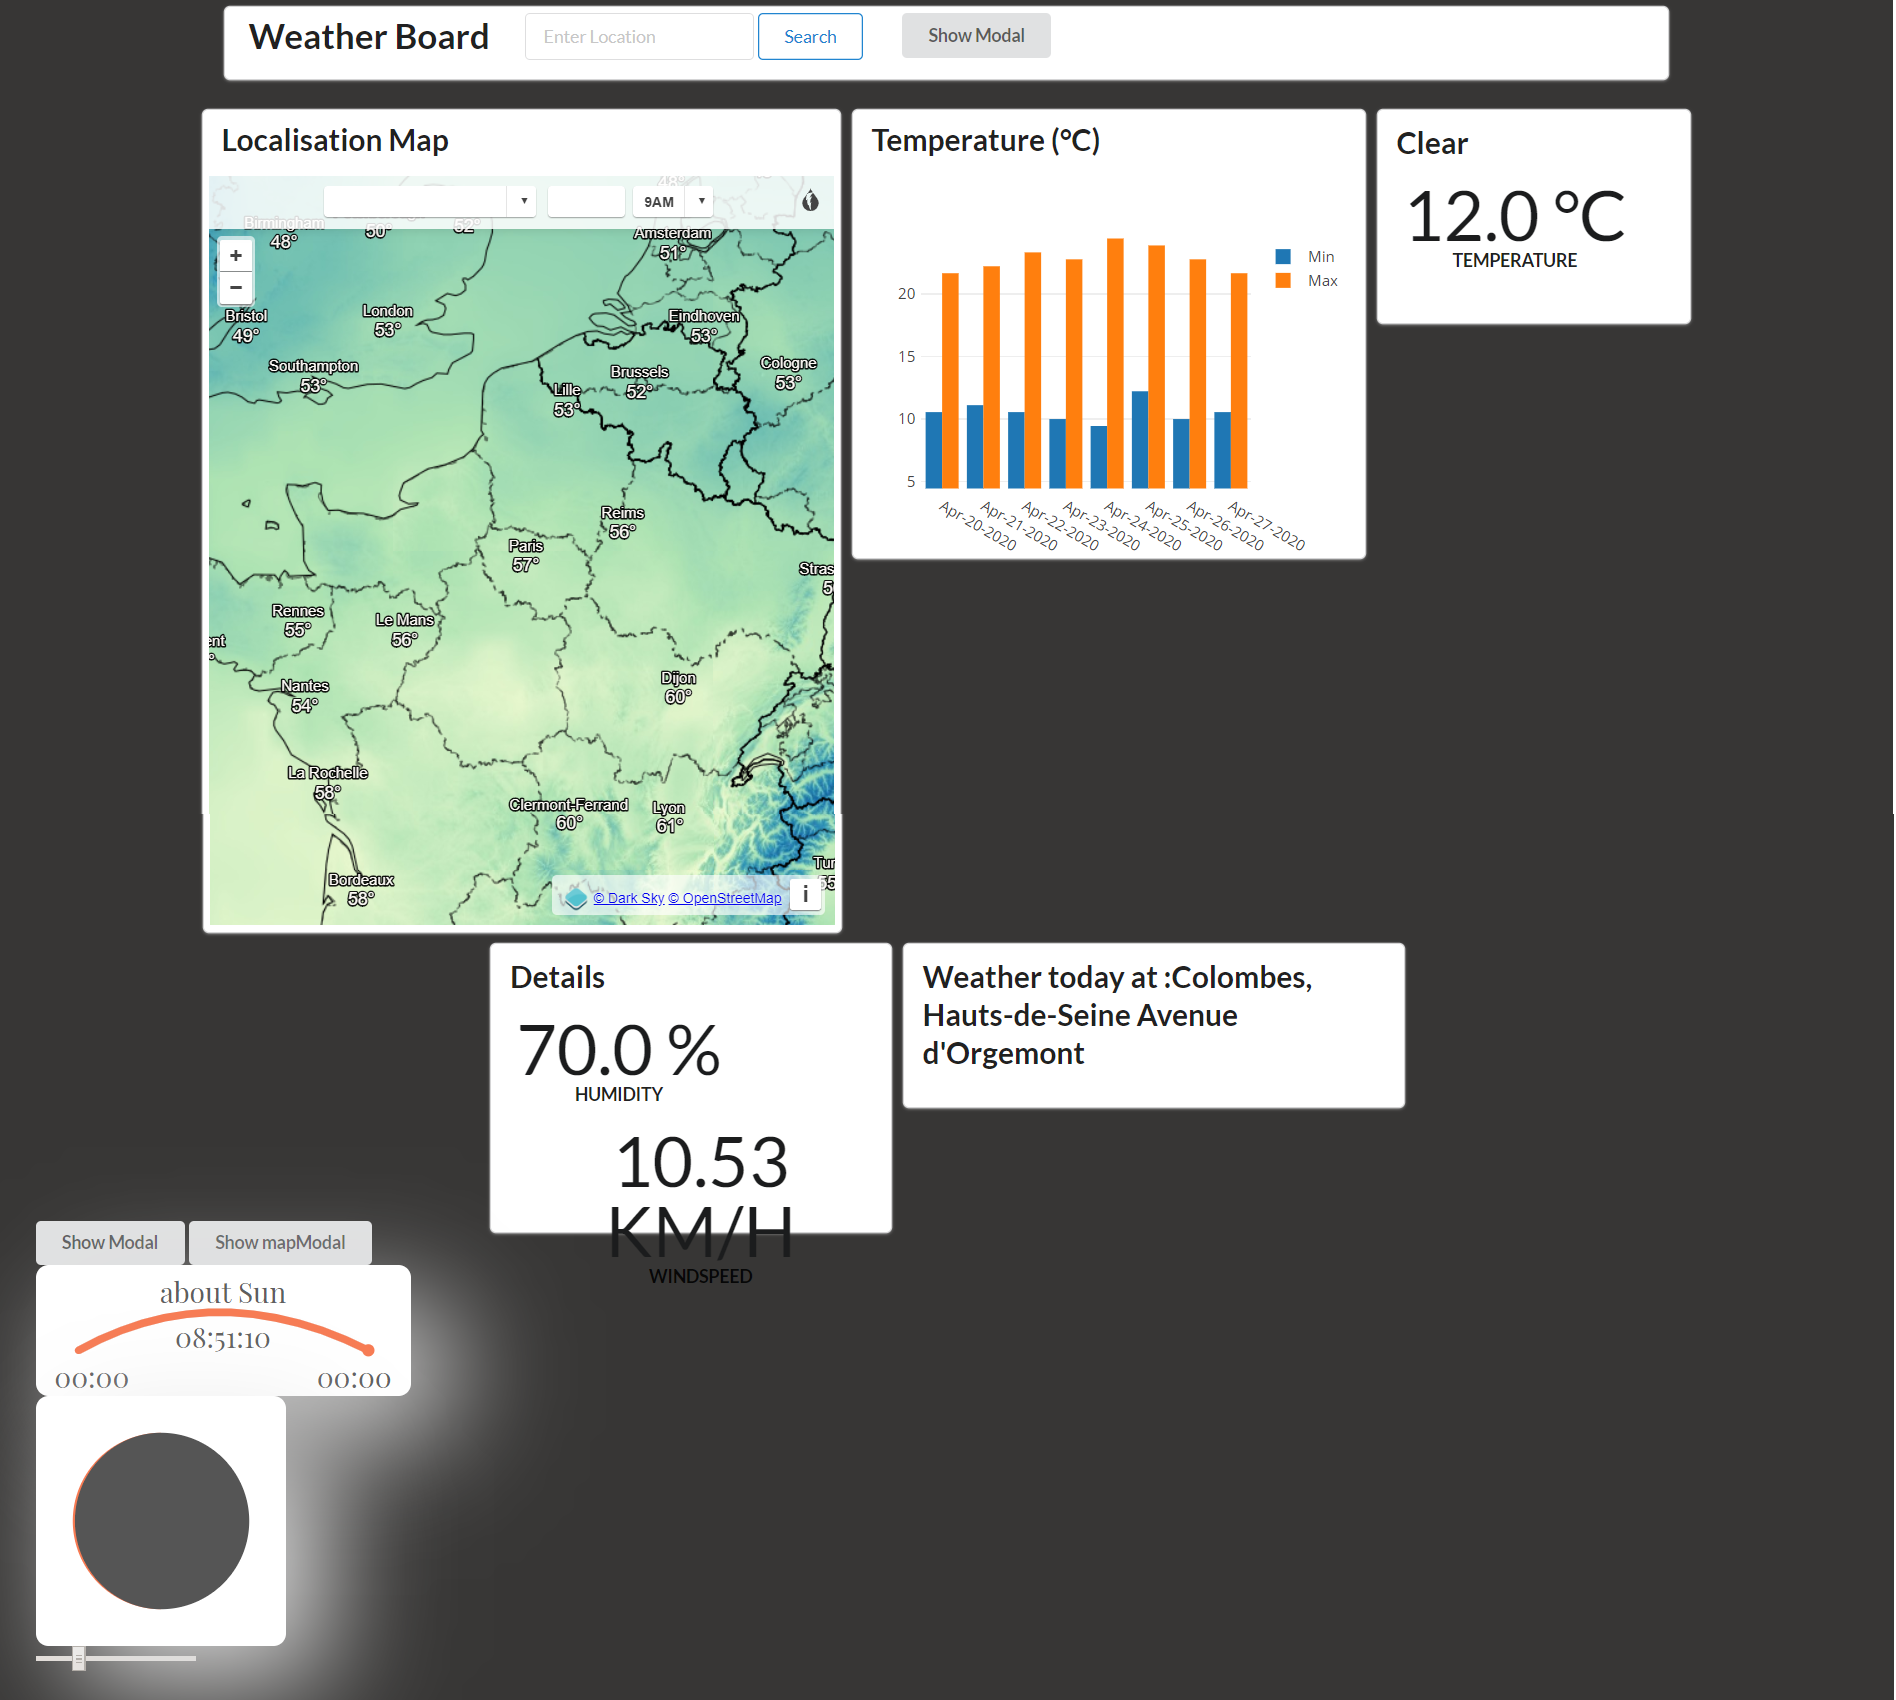 Weather Board
Enter Location
Search
Show Modal
Localisation Map
Temperature (°C)
Clear
12.0 °C
TEMPERATURE
9AM
48°
Birmingham
48°
50°
52°
Amsterdam
51°
+
−
Bristol
49°
London
53°
Eindhoven
53°
Southampton
53°
Brussels
52°
Cologne
53°
Lille
53°
Reims
56°
Paris
57°
Stras
Rennes
55°
Le Mans
56°
ent
Nantes
54°
Dijon
60°
La Rochelle
58°
Clermont-Ferrand
60°
Lyon
61°
Bordeaux
58°
Tur
55
© Dark Sky © OpenStreetMap
i
Min
Max
20
15
10
5
Apr-20-2020
Apr-21-2020
Apr-22-2020
Apr-23-2020
Apr-24-2020
Apr-25-2020
Apr-26-2020
Apr-27-2020
Details
70.0 %
HUMIDITY
10.53
KM/H
WINDSPEED
Weather today at :Colombes,
Hauts-de-Seine Avenue
d'Orgemont
Show Modal
Show mapModal
about Sun
08:51:10
00:00
00:00